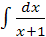 ∫ dx/(x+1)